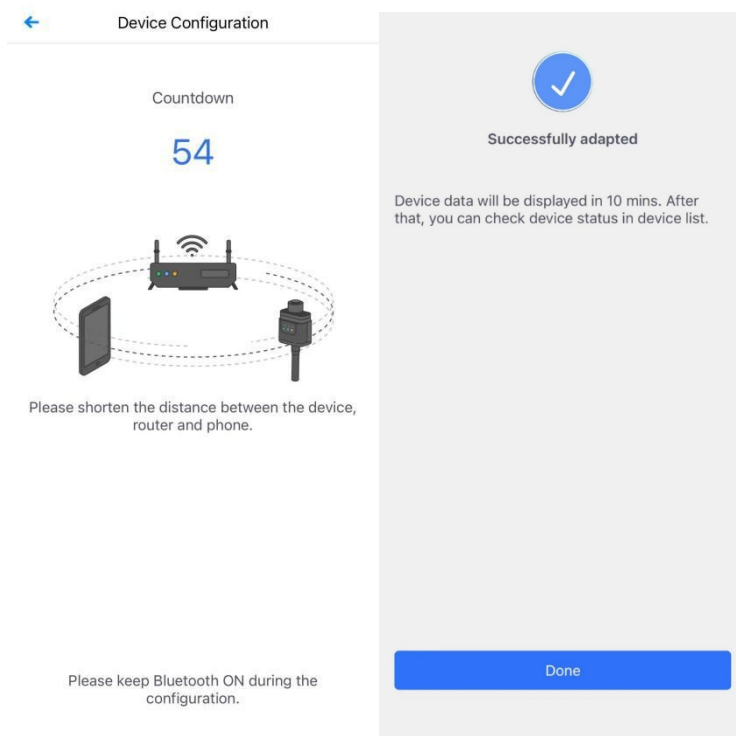 Device Configuration
Countdown
54
Please shorten the distance between the device,
router and phone.
Please keep Bluetooth ON during the
configuration.
Successfully adapted
Device data will be displayed in 10 mins. After
that, you can check device status in device list.
Done